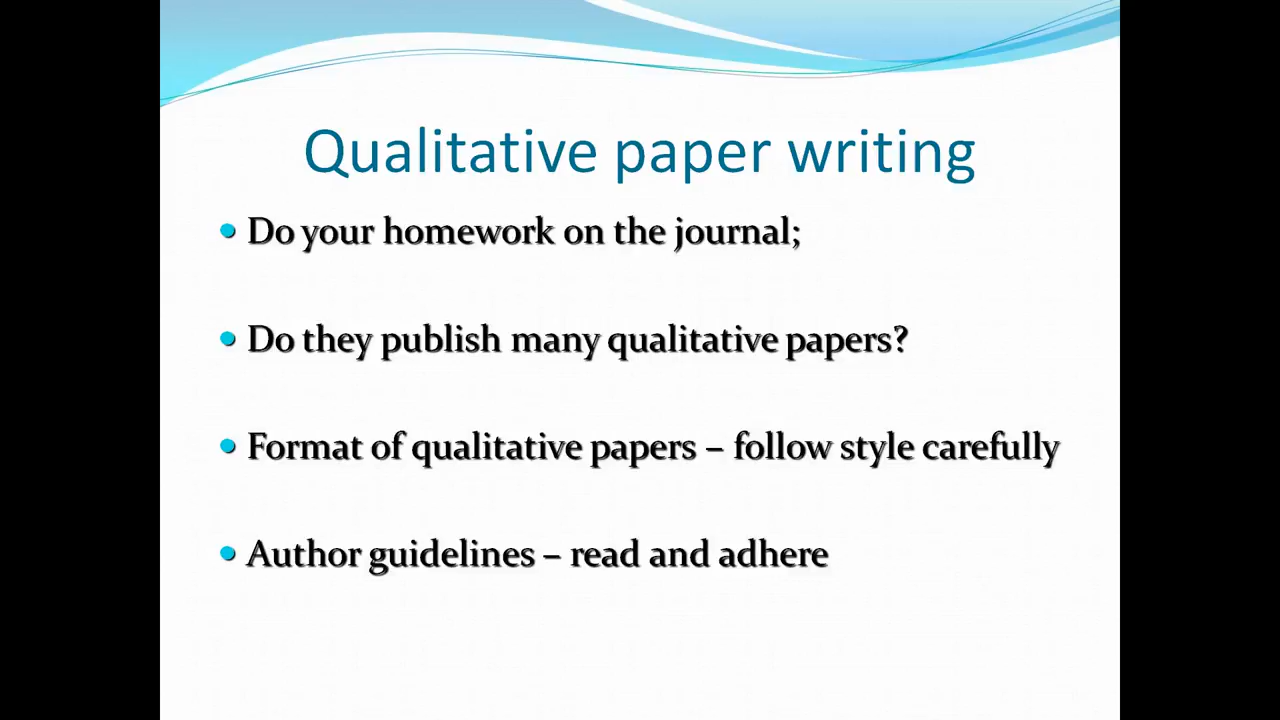 Qualitative paper writing
• Do your homework on the journal;
• Do they publish many qualitative papers?
• Format of qualitative papers – follow style carefully
• Author guidelines – read and adhere